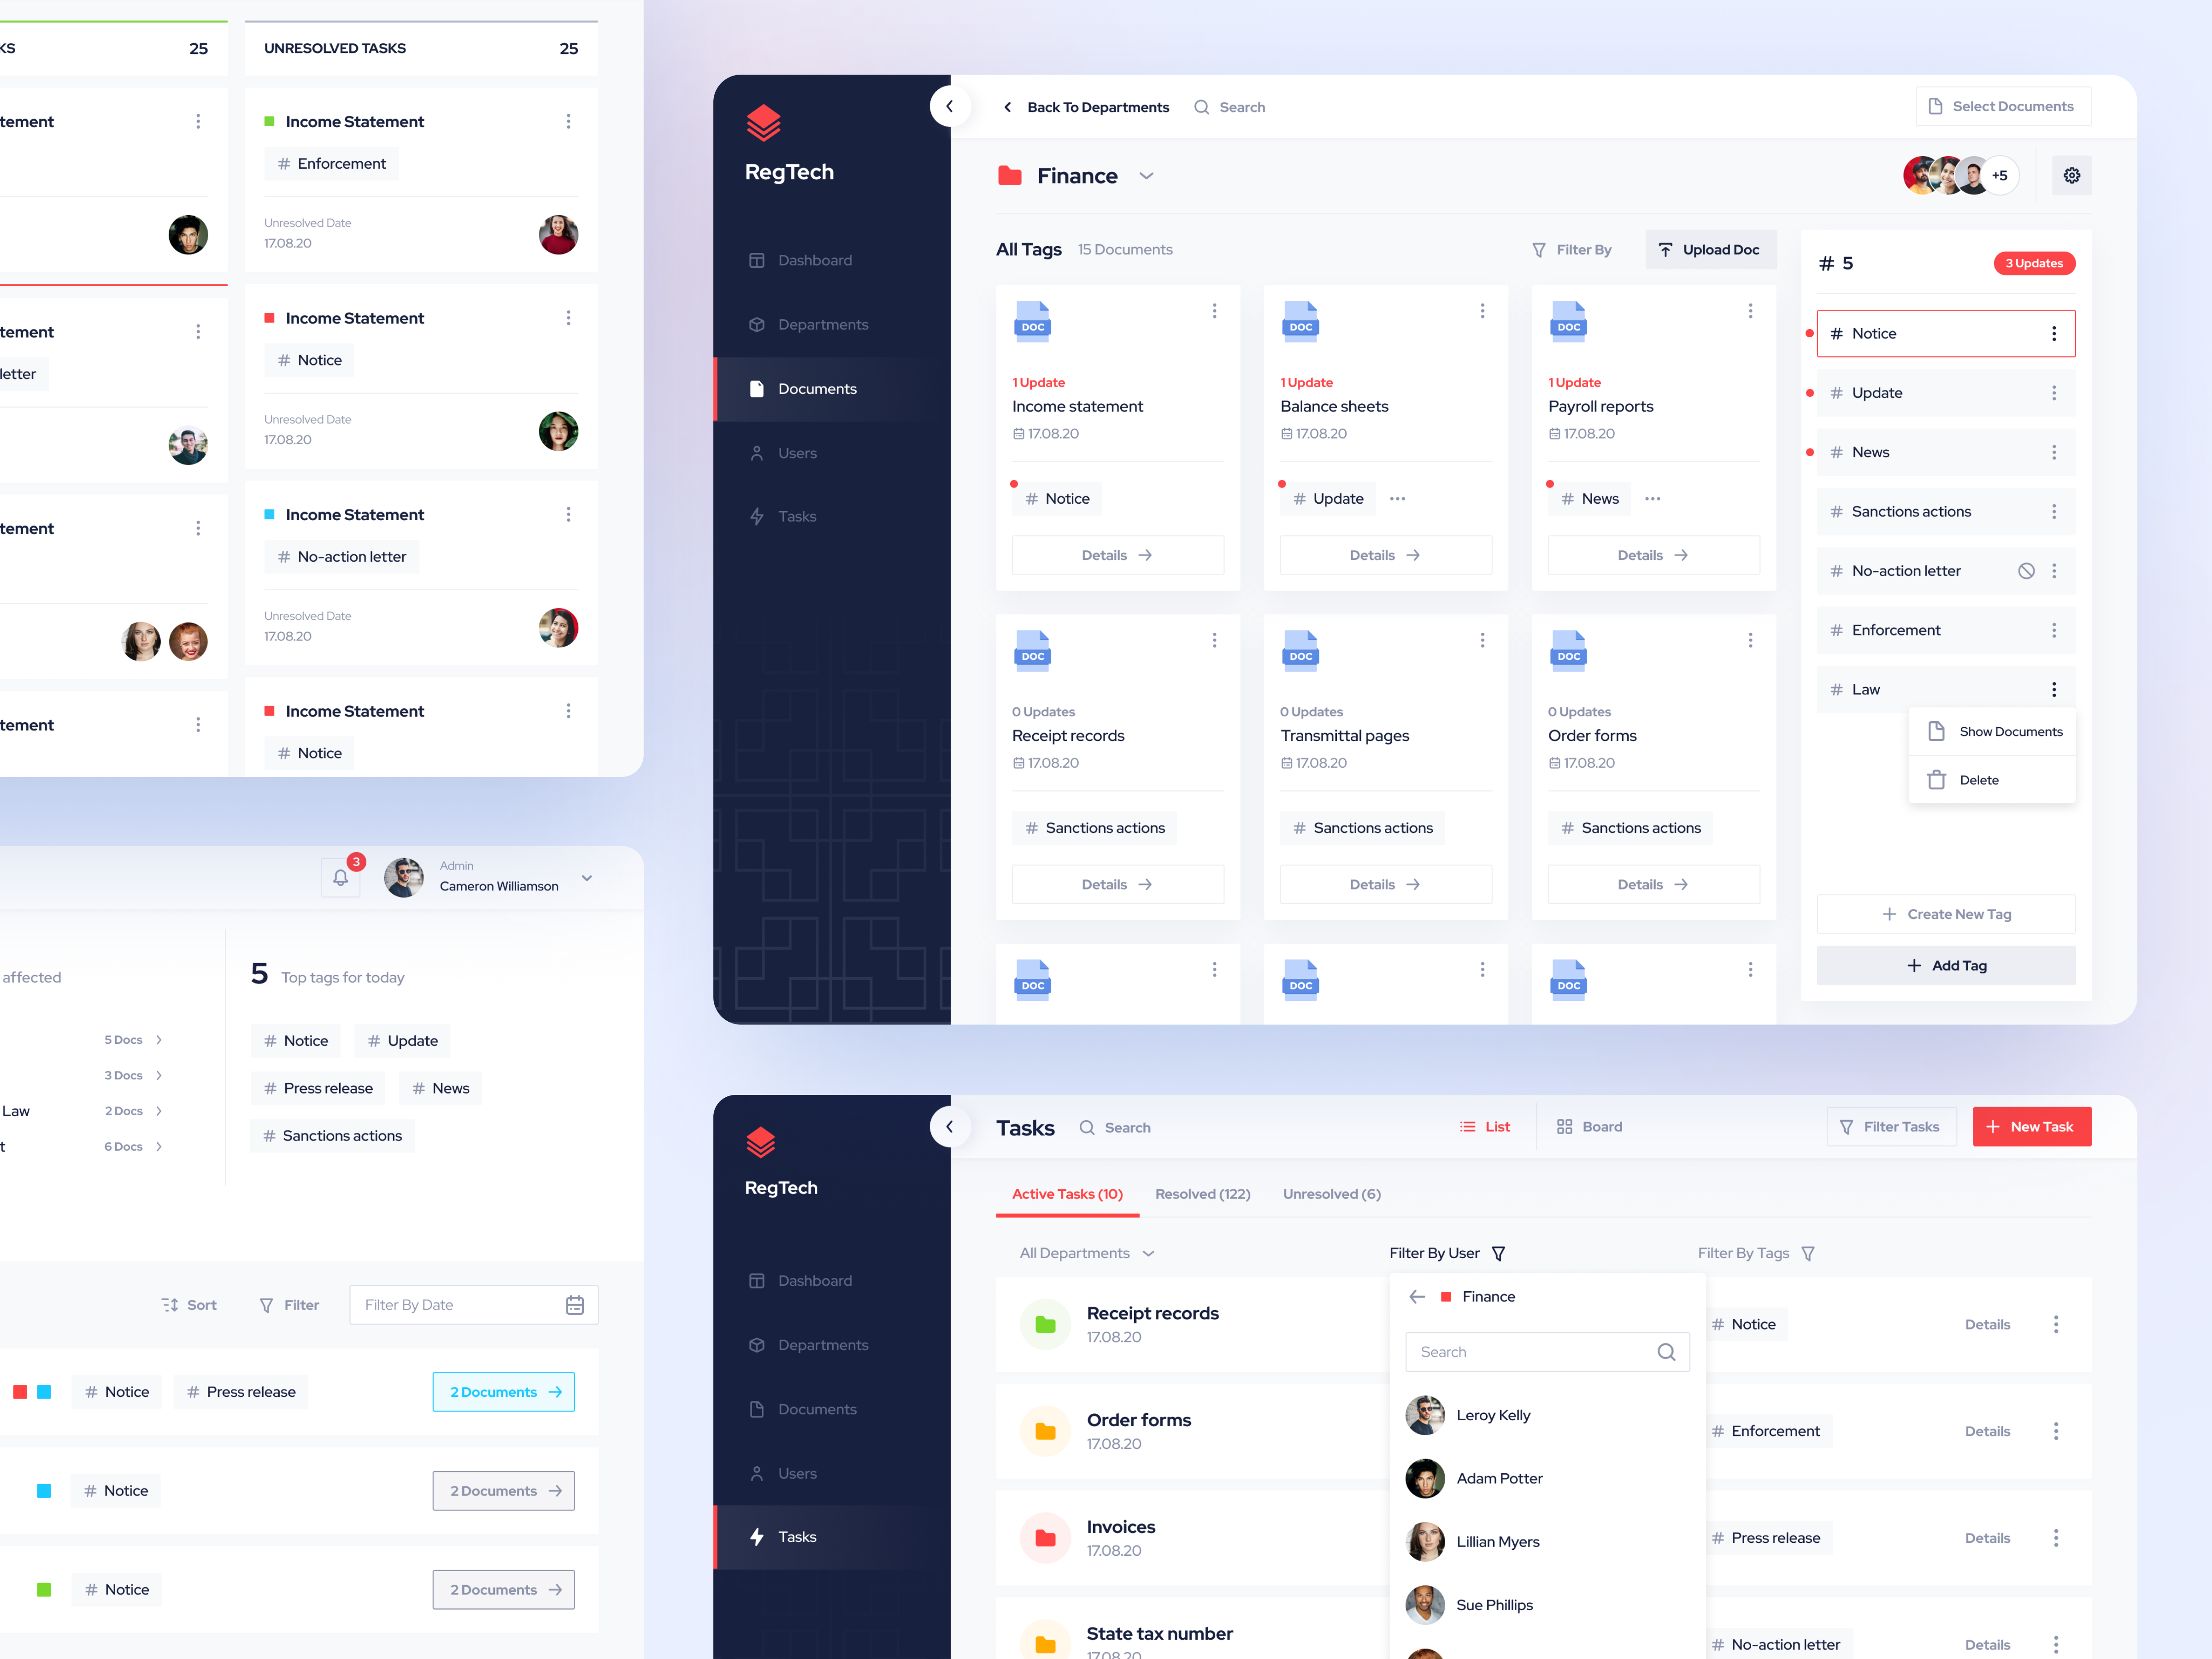 KS 25
UNRESOLVED TASKS 25
tement
Income Statement
# Enforcement
Unresolved Date
17.08.20
tement
letter
Income Statement
# Notice
Unresolved Date
17.08.20
tement
Income Statement
# No-action letter
Unresolved Date
17.08.20
tement
Income Statement
# Notice
3
Admin
Cameron Williamson
affected
5 Top tags for today
5 Docs
3 Docs
Law 2 Docs
t 6 Docs
# Notice # Update
# Press release # News
# Sanctions actions
Sort Filter Filter By Date
# Notice # Press release 2 Documents
# Notice 2 Documents
# Notice 2 Documents
RegTech
Dashboard
Departments
Documents
Users
Tasks
Back To Departments Search Select Documents
Finance +5
All Tags 15 Documents Filter By Upload Doc
DOC
1 Update
Income statement
17.08.20
# Notice
Details
DOC
1 Update
Balance sheets
17.08.20
# Update
Details
DOC
1 Update
Payroll reports
17.08.20
# News
Details
DOC
0 Updates
Receipt records
17.08.20
# Sanctions actions
Details
DOC
0 Updates
Transmittal pages
17.08.20
# Sanctions actions
Details
DOC
0 Updates
Order forms
17.08.20
# Sanctions actions
Details
DOC
DOC
DOC
# 5 3 Updates
# Notice
# Update
# News
# Sanctions actions
# No-action letter
# Enforcement
# Law
Show Documents
Delete
+ Create New Tag
+ Add Tag
RegTech
Dashboard
Departments
Documents
Users
Tasks
Tasks Search List Board Filter Tasks + New Task
Active Tasks (10) Resolved (122) Unresolved (6)
All Departments Filter By User Filter By Tags
Receipt records
17.08.20
# Notice Details
Order forms
17.08.20
# Enforcement Details
Invoices
17.08.20
# Press release Details
State tax number
17.08.20
# No-action letter Details
Finance
Search
Leroy Kelly
Adam Potter
Lillian Myers
Sue Phillips